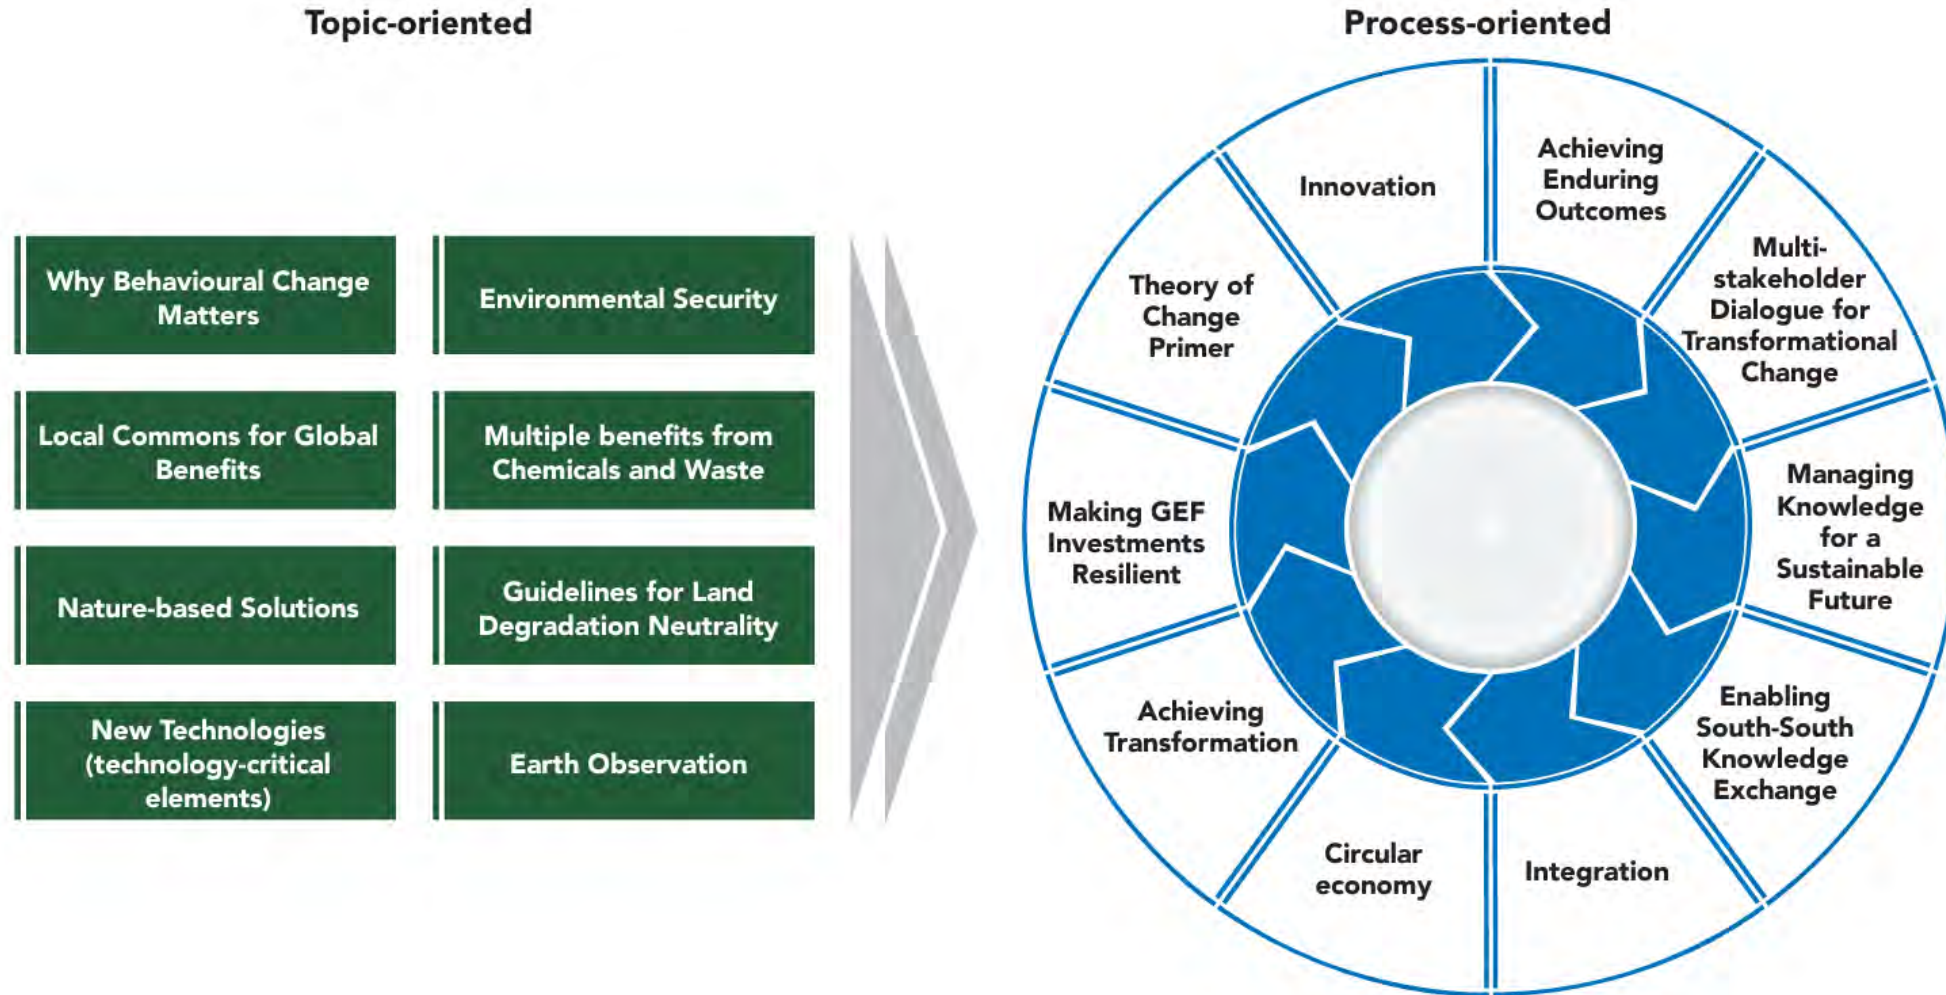 Topic-oriented
Why Behavioural Change
Matters
Environmental Security
Local Commons for Global
Benefits
Multiple benefits from
Chemicals and Waste
Nature-based Solutions
Guidelines for Land
Degradation Neutrality
New Technologies
(technology-critical
elements)
Earth Observation
Process-oriented
Innovation
Achieving
Enduring
Outcomes
Multi-
stakeholder
Dialogue for
Transformational
Change
Managing
Knowledge
for a
Sustainable
Future
Enabling
South-South
Knowledge
Exchange
Integration
Circular
economy
Achieving
Transformation
Making GEF
Investments
Resilient
Theory of
Change
Primer